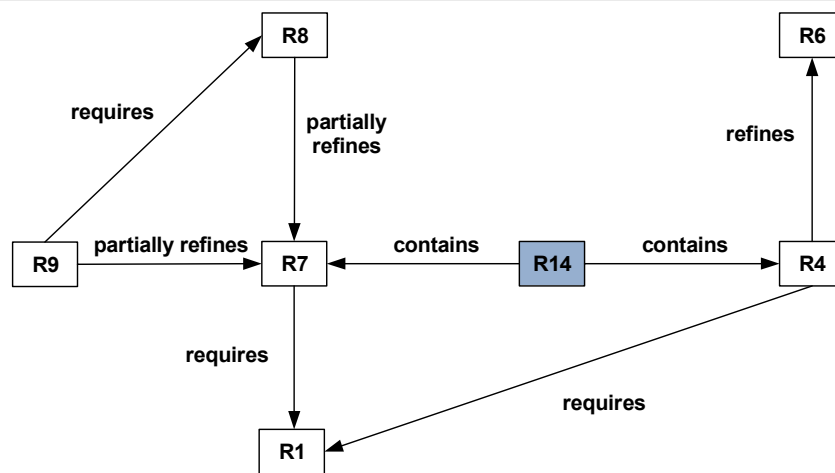 R8
R6
requires
partially
refines
refines
R9
partially refines
R7
contains
R14
contains
R4
requires
requires
R1